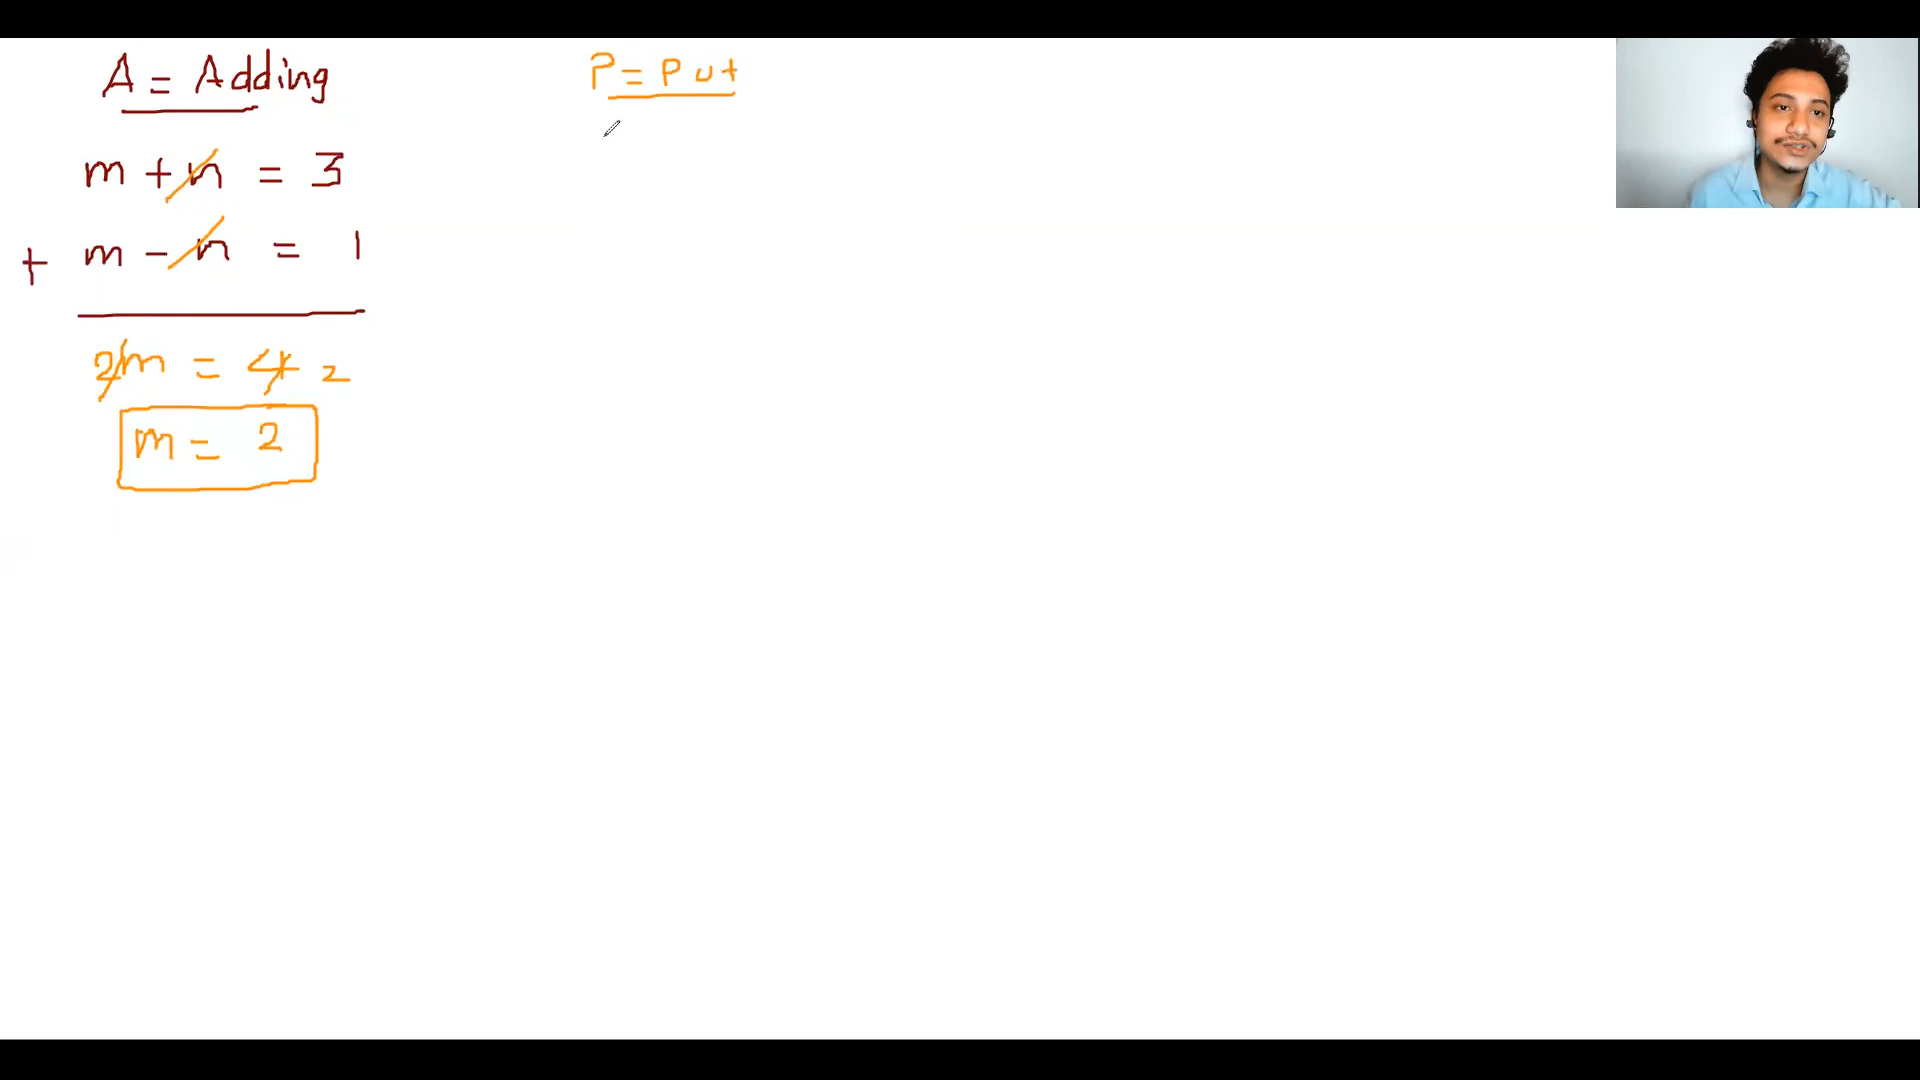 A = Adding
m + n = 3
+ m - n = 1
2m = 4 2
m = 2
P = Put